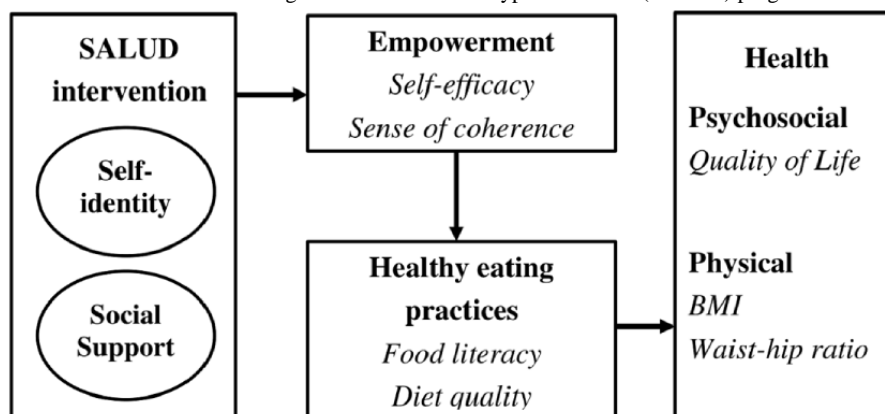 SALUD
intervention
Self-
identity
Social
Support
Empowerment
Self-efficacy
Sense of coherence
Healthy eating
practices
Food literacy
Diet quality
Health
Psychosocial
Quality of Life
Physical
BMI
Waist-hip ratio